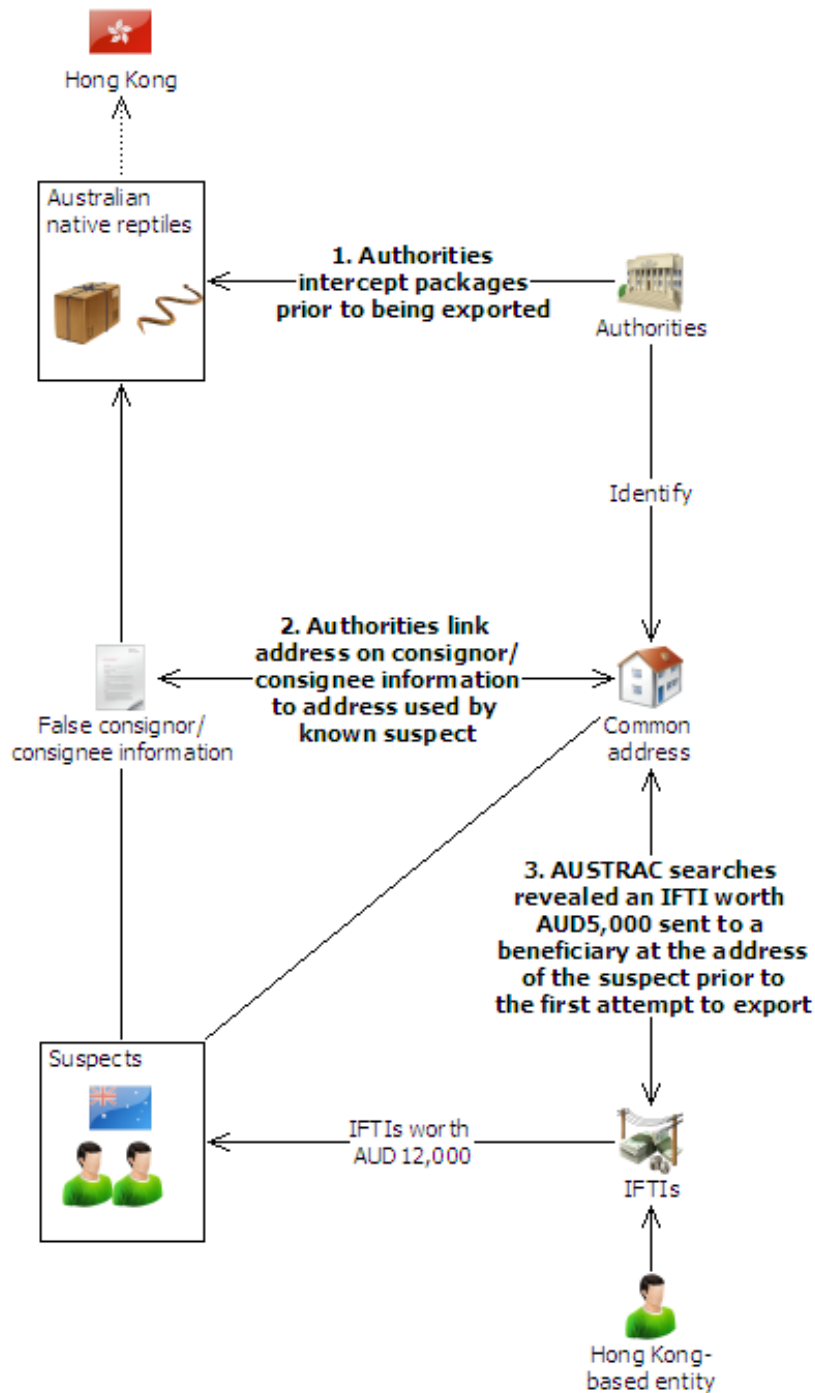 Hong Kong
Australian
native reptiles
1. Authorities
intercept packages
prior to being exported
Authorities
Identify
2. Authorities link
address on consignor/
consignee information
to address used by
known suspect
False consignor/
consignee information
Common
address
3. AUSTRAC searches
revealed an IFTI worth
AUD5,000 sent to a
beneficiary at the address
of the suspect prior to
the first attempt to export
Suspects
IFTIs worth
AUD 12,000
IFTIs
Hong Kong-
based entity